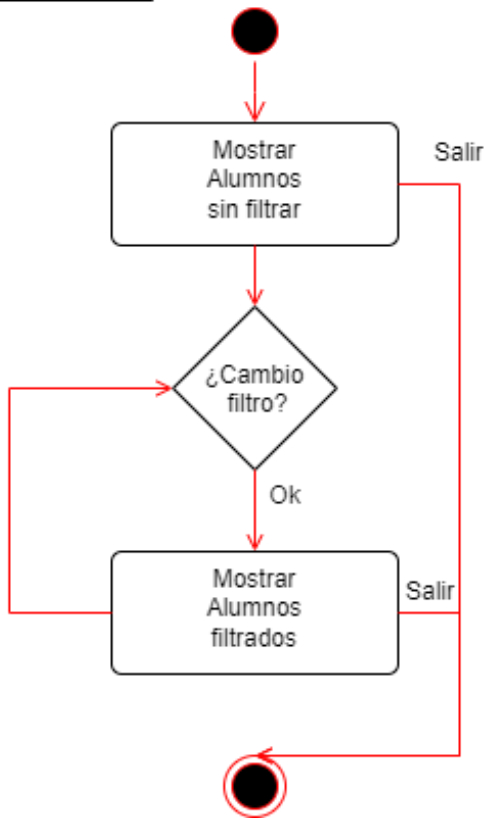 Mostrar
Alumnos
sin filtrar
Salir
¿Cambio
filtro?
Ok
Mostrar
Alumnos
filtrados
Salir